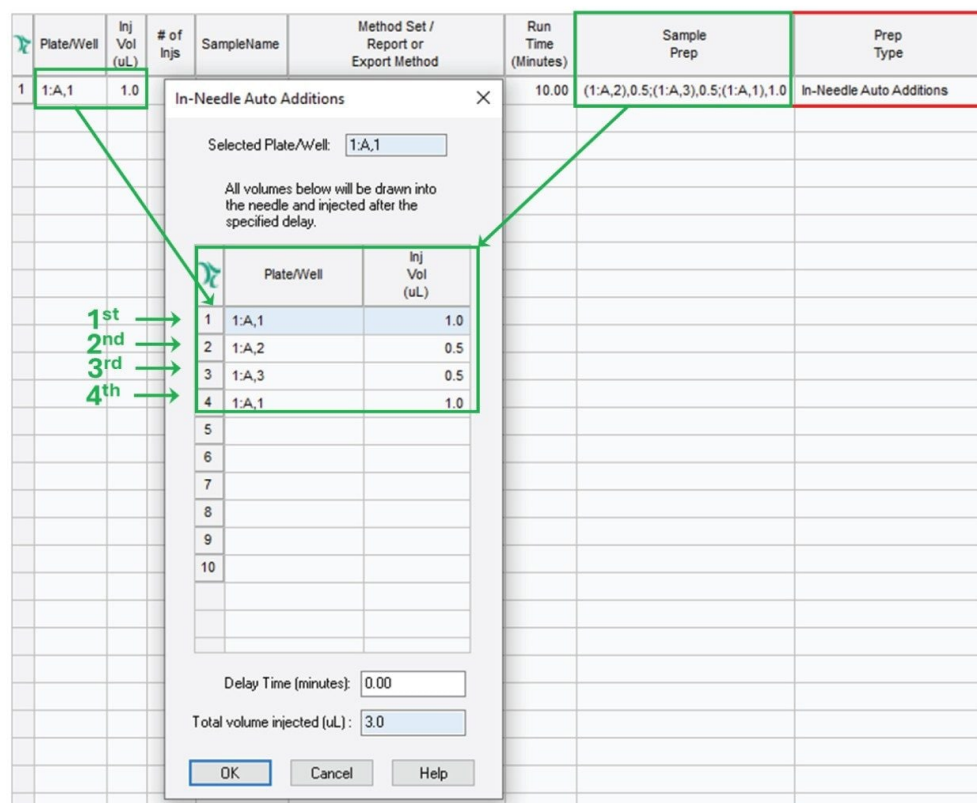 Plate/Well
Inj
Vol
(uL)
# of
Injs
SampleName
Method Set /
Report or
Export Method
Run
Time
(Minutes)
Sample
Prep
Prep
Type
1 1:A,1 1.0 10.00 (1:A,2),0.5;(1:A,3),0.5;(1:A,1),1.0 In-Needle Auto Additions
In-Needle Auto Additions
Selected Plate/Well: 1:A,1
All volumes below will be drawn into
the needle and injected after the
specified delay.
Plate/Well
Inj
Vol
(uL)
1st 1 1:A,1 1.0
2nd 2 1:A,2 0.5
3rd 3 1:A,3 0.5
4th 4 1:A,1 1.0
5
6
7
8
9
10
Delay Time (minutes): 0.00
Total volume injected (uL) : 3.0
OK Cancel Help